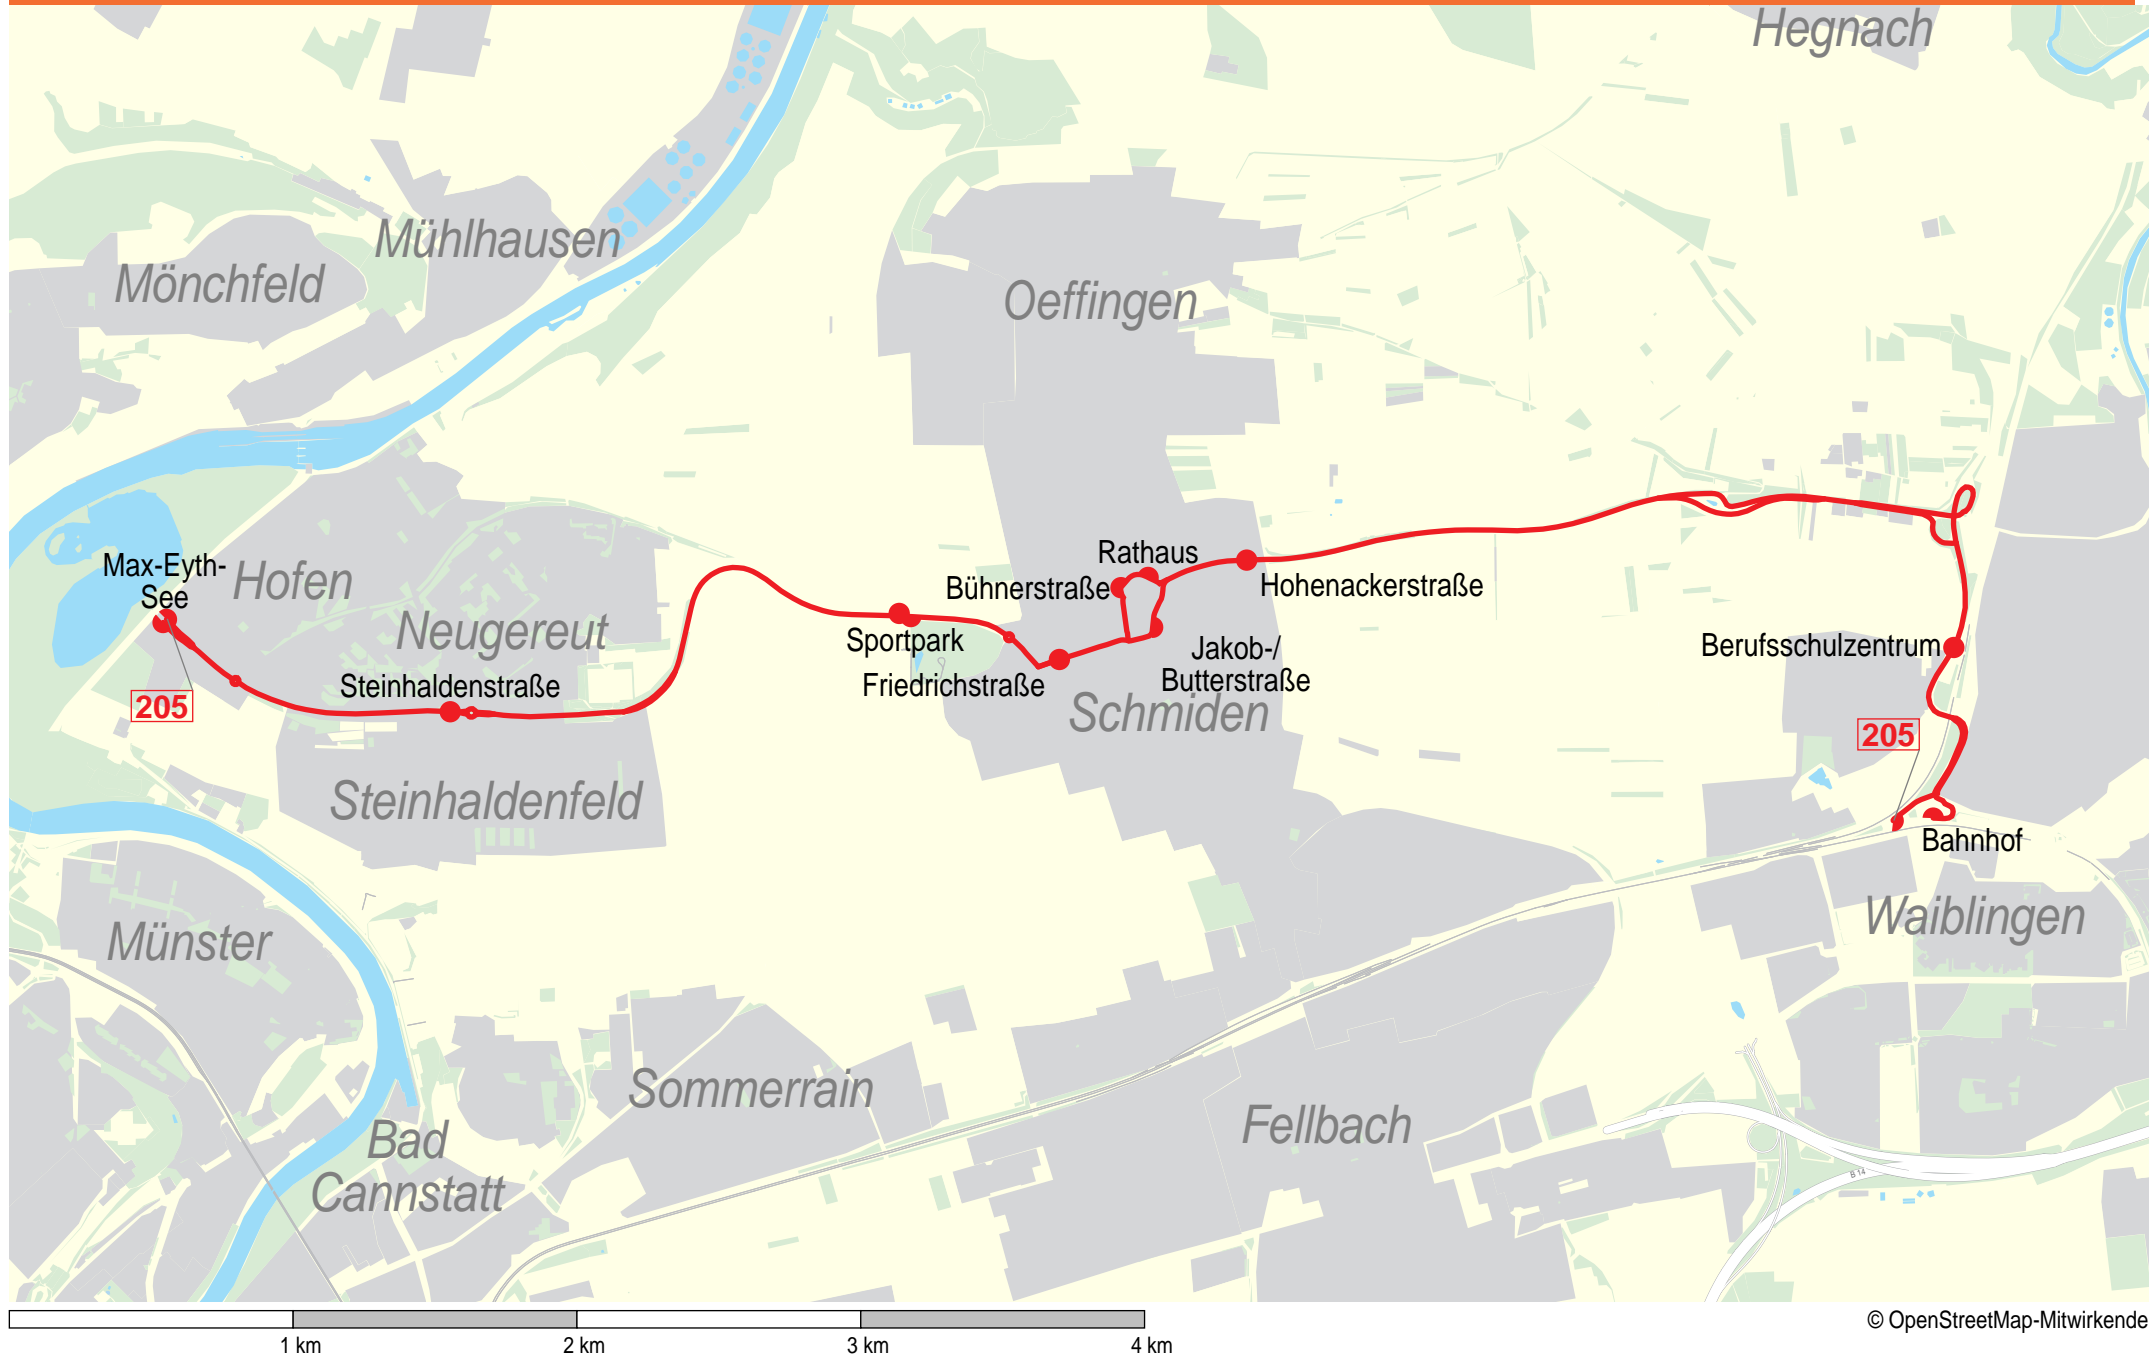 Hegnach
Mühlhausen
Mönchfeld
Oeffingen
Max-Eyth-
See
Hofen
Neugereut
Rathaus
Bühnerstraße
Hohenackerstraße
Sportpark
Friedrichstraße
Jakob-/
Butterstraße
Berufsschulzentrum
Steinhaldenstraße
205
Schmiden
205
Steinhaldenfeld
Bahnhof
Münster
Waiblingen
Sommerrain
Fellbach
Bad
Cannstatt
B 14
1 km
2 km
3 km
4 km
© OpenStreetMap-Mitwirkende